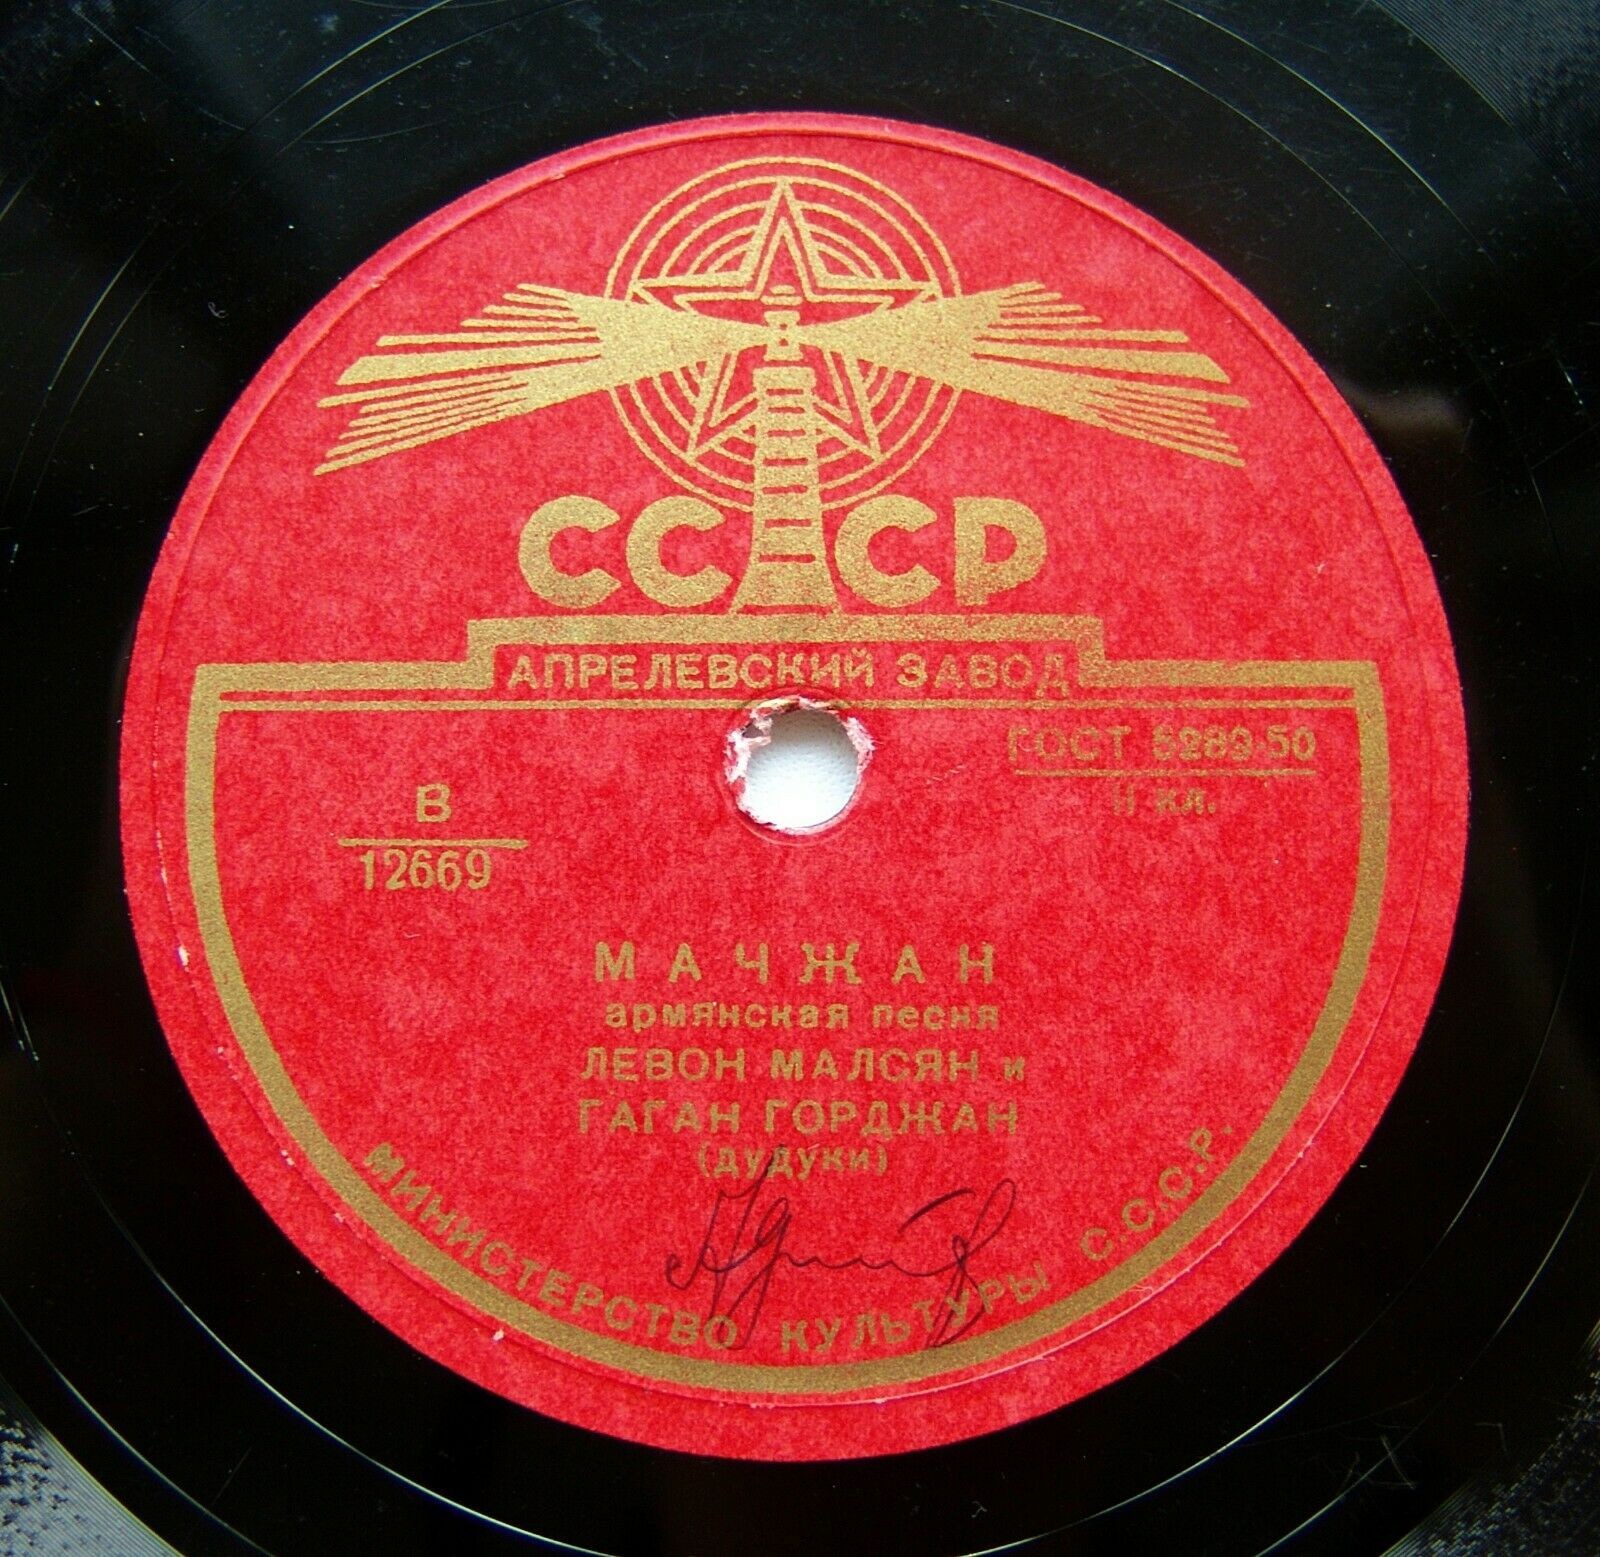 СССР
АПРЕЛЕВСКИЙ ЗАВОД
ГОСТ 5289-50
II кл.
В
12669
МАЧЖАН
армянская песня
ЛЕВОН МАЛСЯН и
ГАГАН ГОРДЖАН
(дудуки)
МИНИСТЕРСТВО КУЛЬТУРЫ С.С.С.Р.